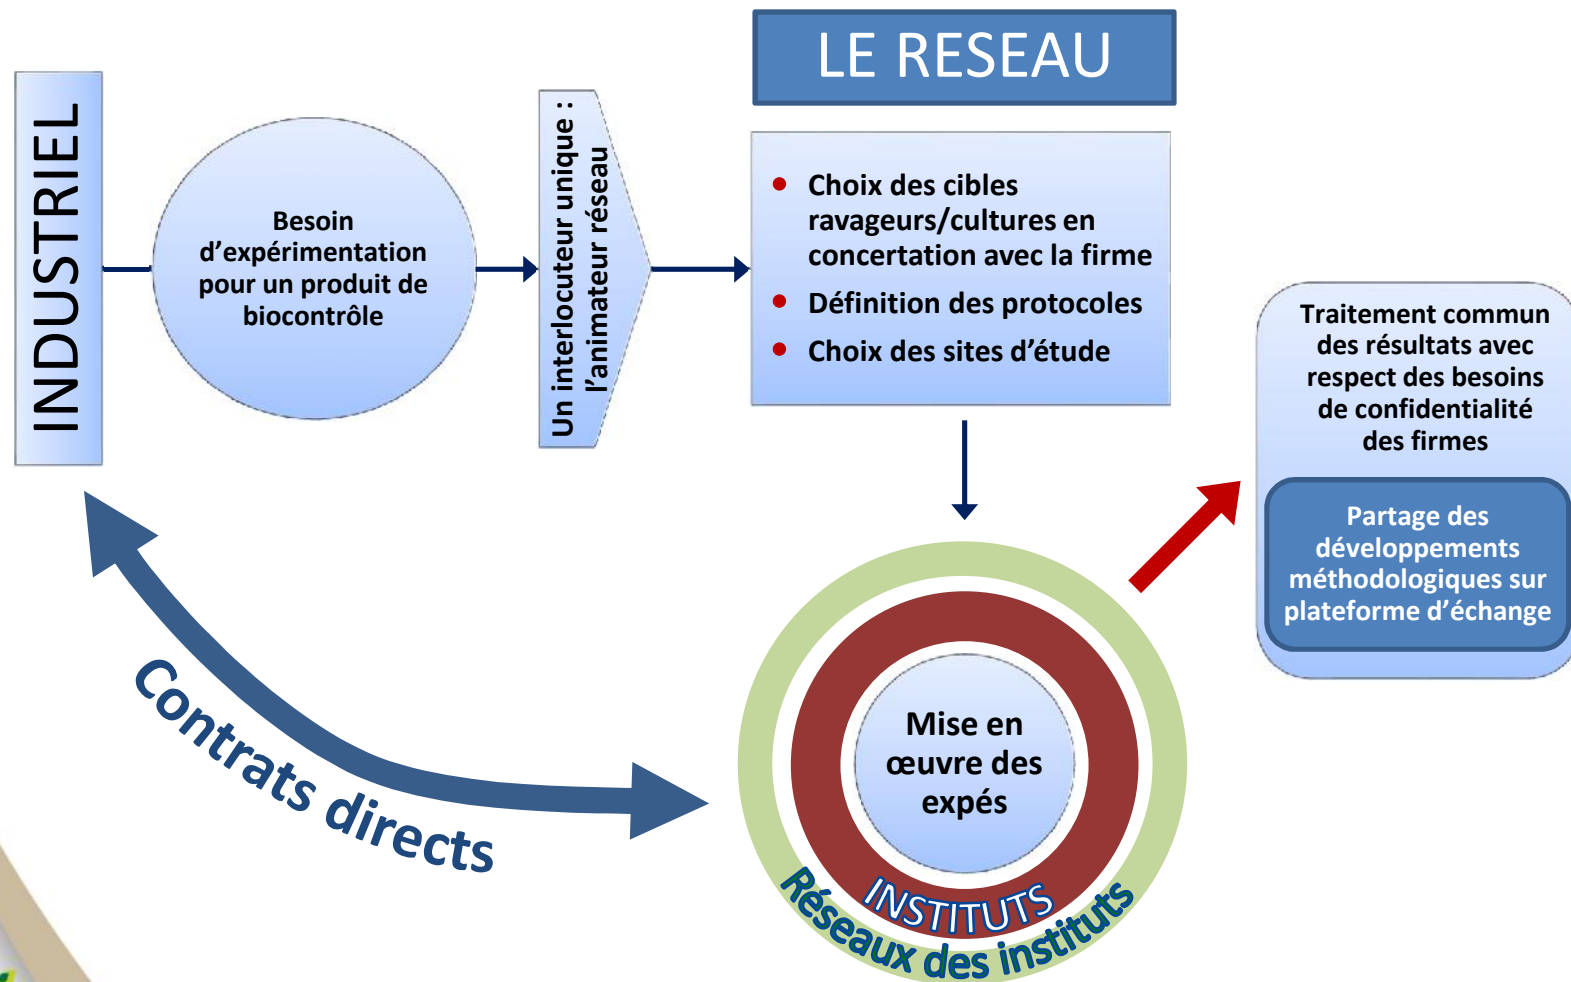 INDUSTRIEL
Besoin
d'expérimentation
pour un produit de
biocontrôle
Un interlocuteur unique :
l'animateur réseau
LE RESEAU
• Choix des cibles
ravageurs/cultures en
concertation avec la firme
• Définition des protocoles
• Choix des sites d'étude
Traitement commun
des résultats avec
respect des besoins
de confidentialité
des firmes
Partage des
développements
méthodologiques sur
plateforme d'échange
Mise en
œuvre des
expés
INSTITUTS
Réseaux des instituts
Contrats directs